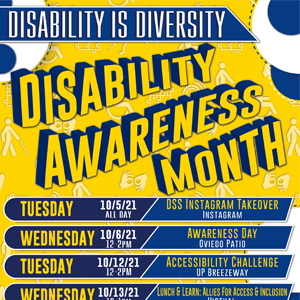 DISABILITY IS DIVERSITY
DISABILITY
AWARENESS
MONTH
TUESDAY 10/5/21 ALL DAY DSS INSTAGRAM TAKEOVER INSTAGRAM
WEDNESDAY 10/6/21 12-2PM AWARENESS DAY OVIEDO PATIO
TUESDAY 10/12/21 12-2PM ACCESSIBILITY CHALLENGE UP BREEZEWAY
WEDNESDAY 10/13/21 LUNCH & LEARN: ALLIES FOR ACCESS & INCLUSION